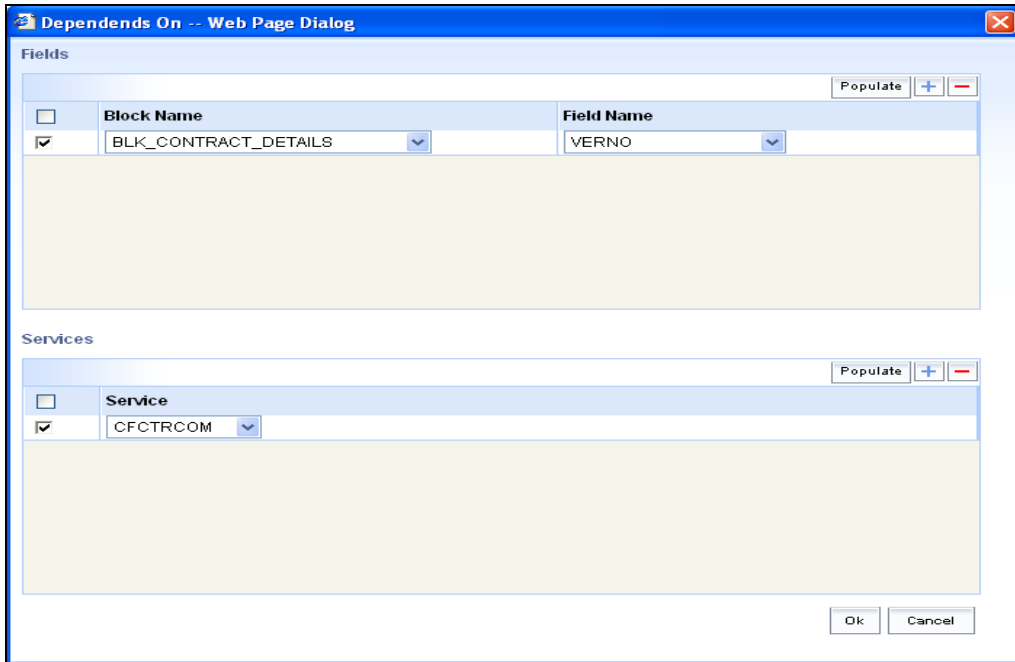 Dependends On -- Web Page Dialog
Fields
Populate + −
Block Name Field Name
BLK_CONTRACT_DETAILS VERNO
Services
Populate + −
Service
CFCTRCOM
Ok Cancel